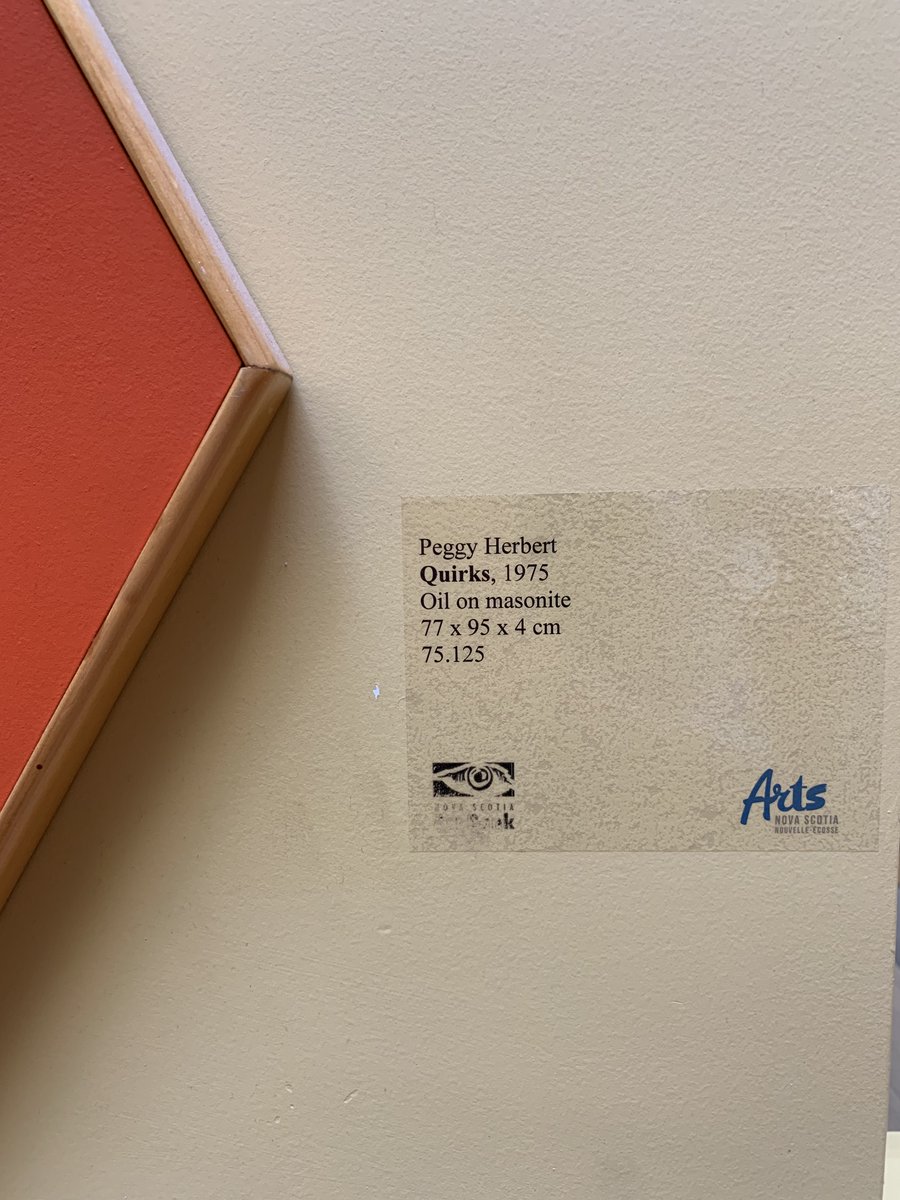 Peggy Herbert
Quirks, 1975
Oil on masonite
77 x 95 x 4 cm
75.125
NOVA SCOTIA
Arts
NOVA SCOTIA
NOUVELLE-ÉCOSSE